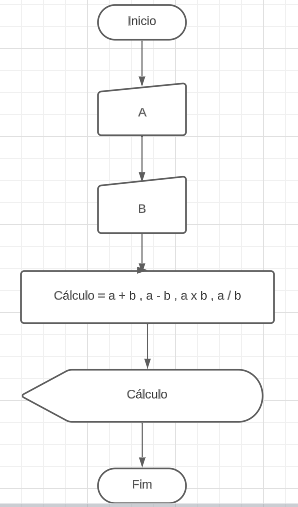 Inicio
A
B
Cálculo = a + b , a - b , a x b , a / b
Cálculo
Fim